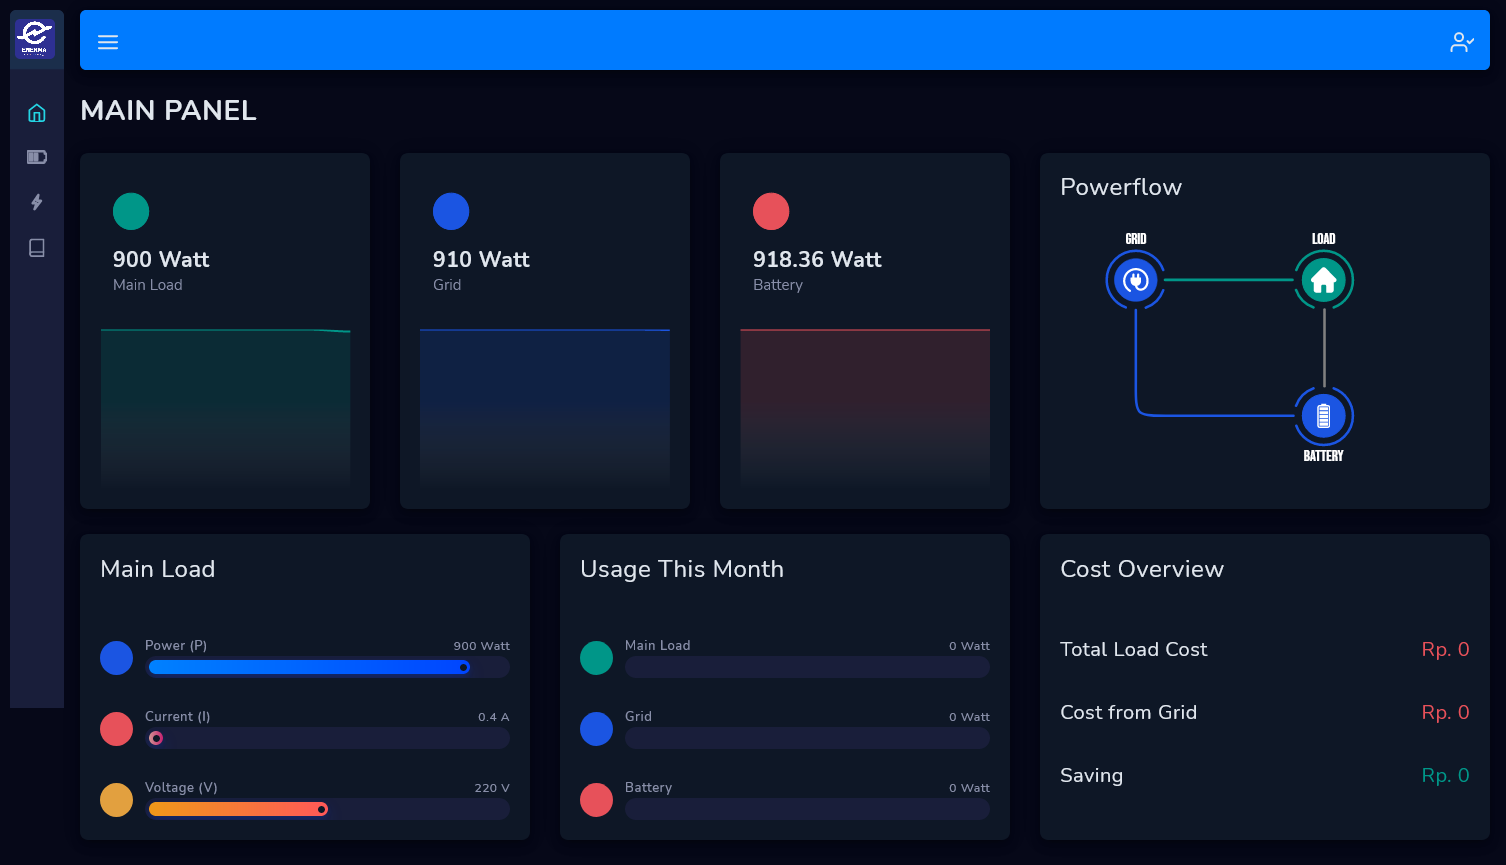 ENERMA
MAIN PANEL
900 Watt
Main Load
910 Watt
Grid
918.36 Watt
Battery
Powerflow
GRID
LOAD
BATTERY
Main Load
Power (P)
900 Watt
Current (I)
0.4 A
Voltage (V)
220 V
Usage This Month
Main Load
0 Watt
Grid
0 Watt
Battery
0 Watt
Cost Overview
Total Load Cost
Rp. 0
Cost from Grid
Rp. 0
Saving
Rp. 0